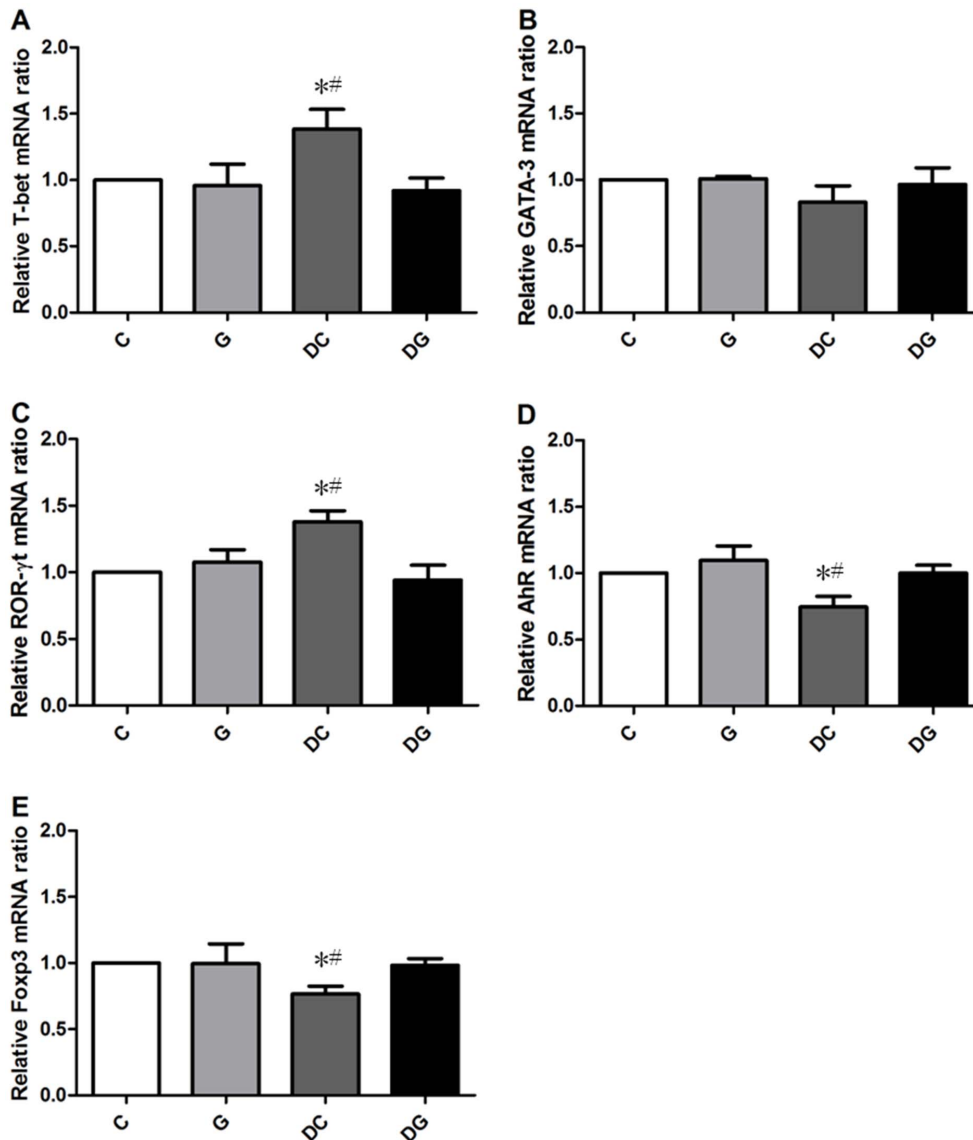 A
Relative T-bet mRNA ratio
2.0
1.5
1.0
0.5
0.0
*#
C
G
DC
DG
B
Relative GATA-3 mRNA ratio
2.0
1.5
1.0
0.5
0.0
C
G
DC
DG
C
Relative ROR-γt mRNA ratio
2.0
1.5
1.0
0.5
0.0
*#
C
G
DC
DG
D
Relative AhR mRNA ratio
2.0
1.5
1.0
0.5
0.0
*#
C
G
DC
DG
E
Relative Foxp3 mRNA ratio
2.0
1.5
1.0
0.5
0.0
*#
C
G
DC
DG